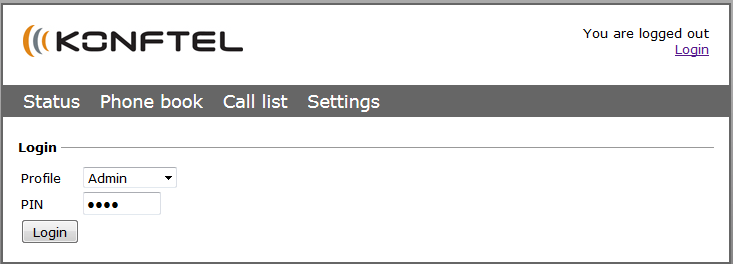 KONFTEL
You are logged out
Login
Status Phone book Call list Settings
Login
Profile Admin
PIN ••••
Login